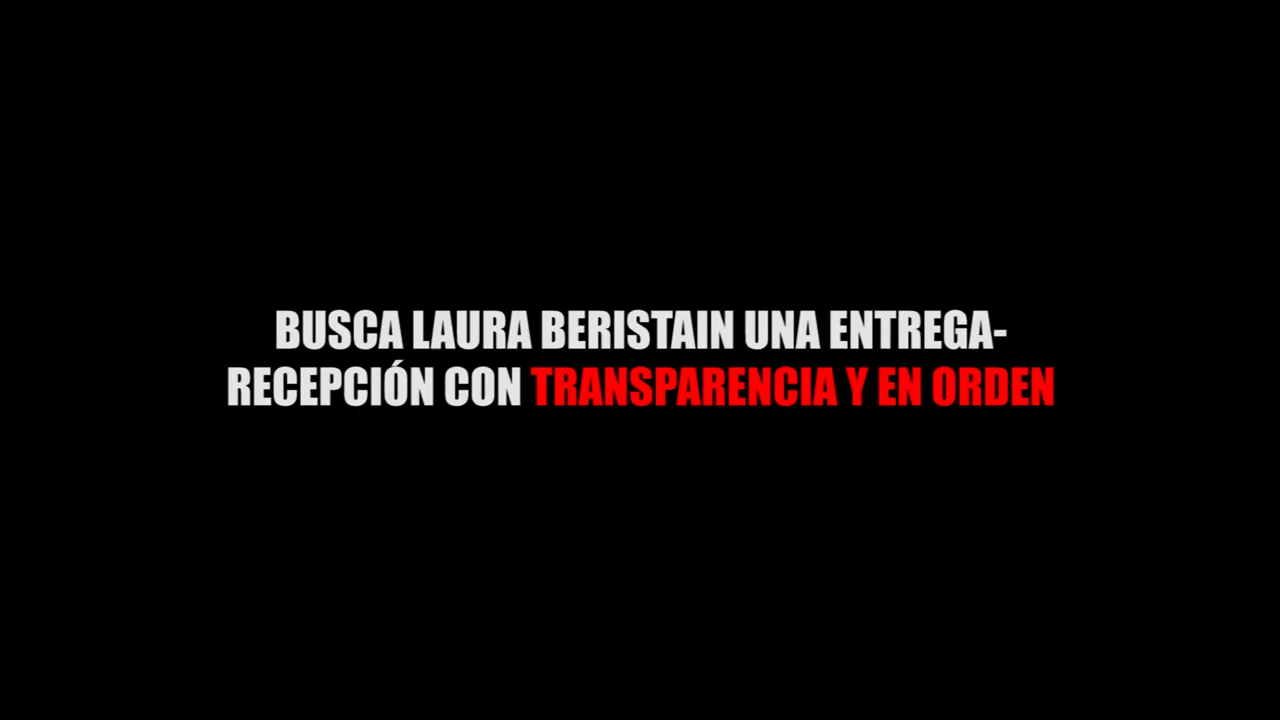 BUSCA LAURA BERISTAIN UNA ENTREGA-
RECEPCIÓN CON TRANSPARENCIA Y EN ORDEN